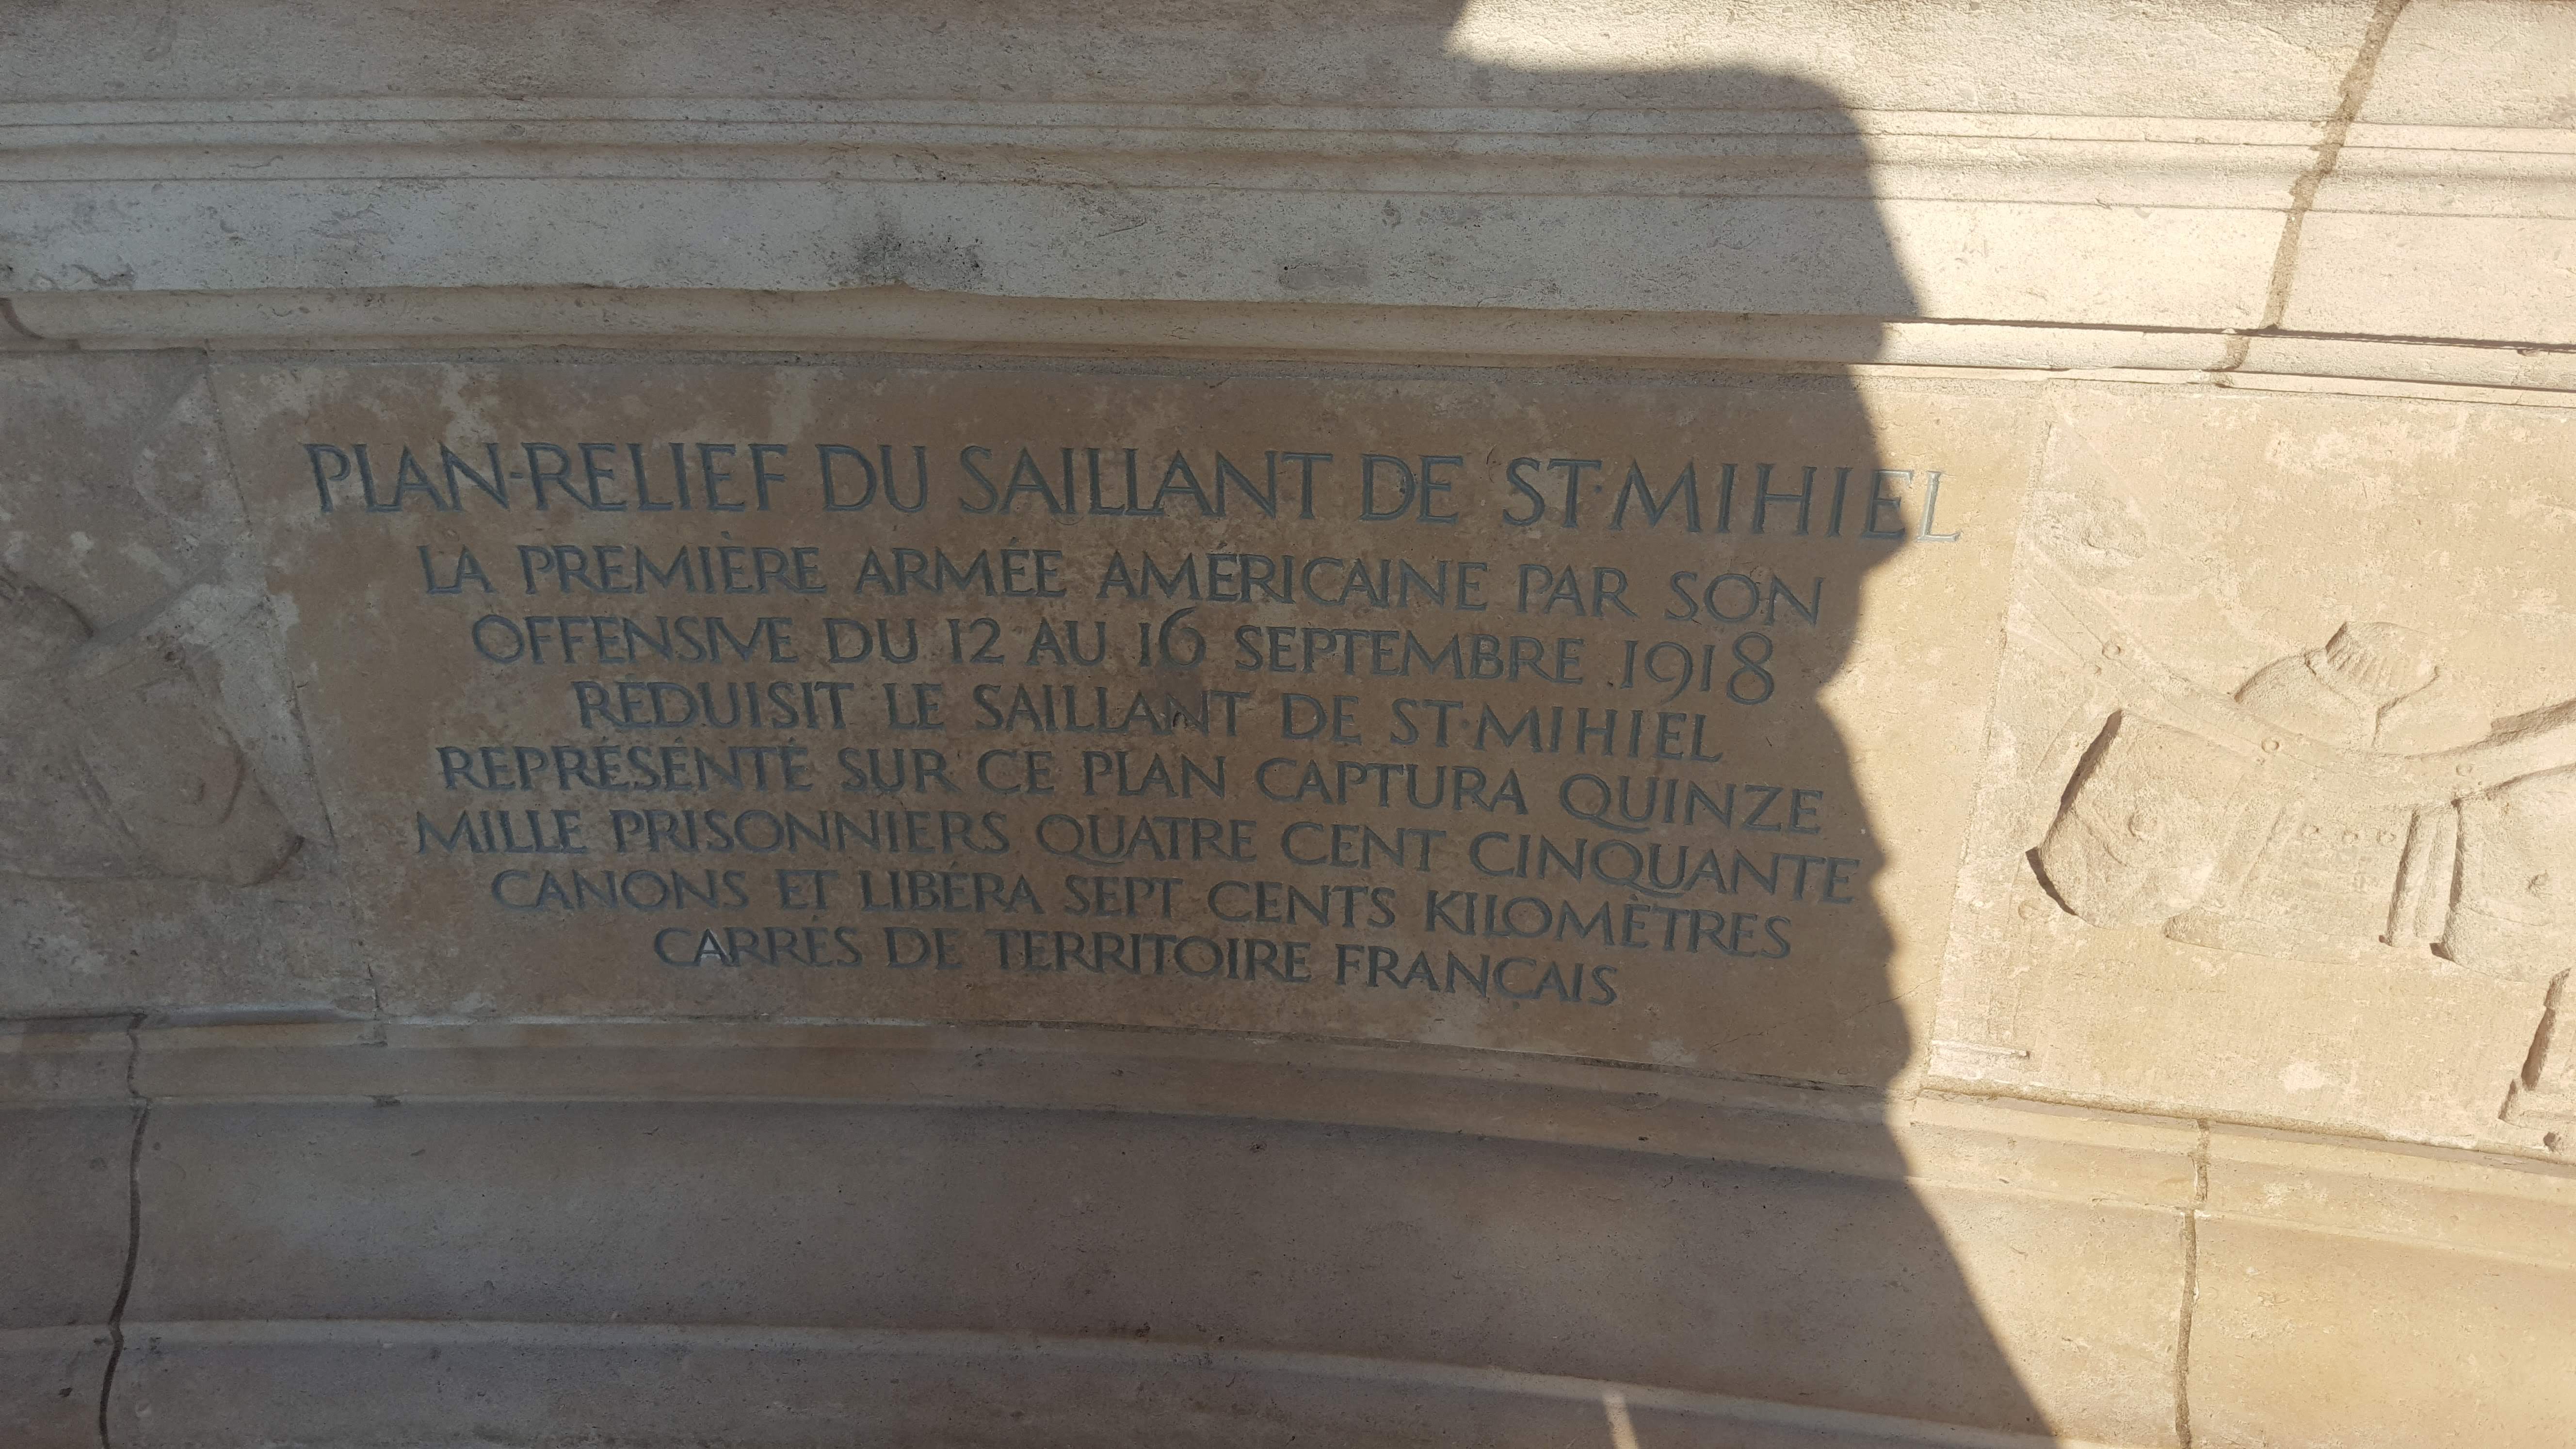 PLAN-RELIEF DU SAILLANT DE ST·MIHIEL
LA PREMIÈRE ARMÉE AMERICAINE PAR SON
OFFENSIVE DU 12 AU 16 SEPTEMBRE 1918
REDUISIT LE SAILLANT DE ST·MIHIEL
REPRÉSENTÉ SUR CE PLAN CAPTURA QUINZE
MILLE PRISONNIERS QUATRE CENT CINQUANTE
CANONS ET LIBÉRA SEPT CENTS KILOMÈTRES
CARRÉS DE TERRITOIRE FRANÇAIS